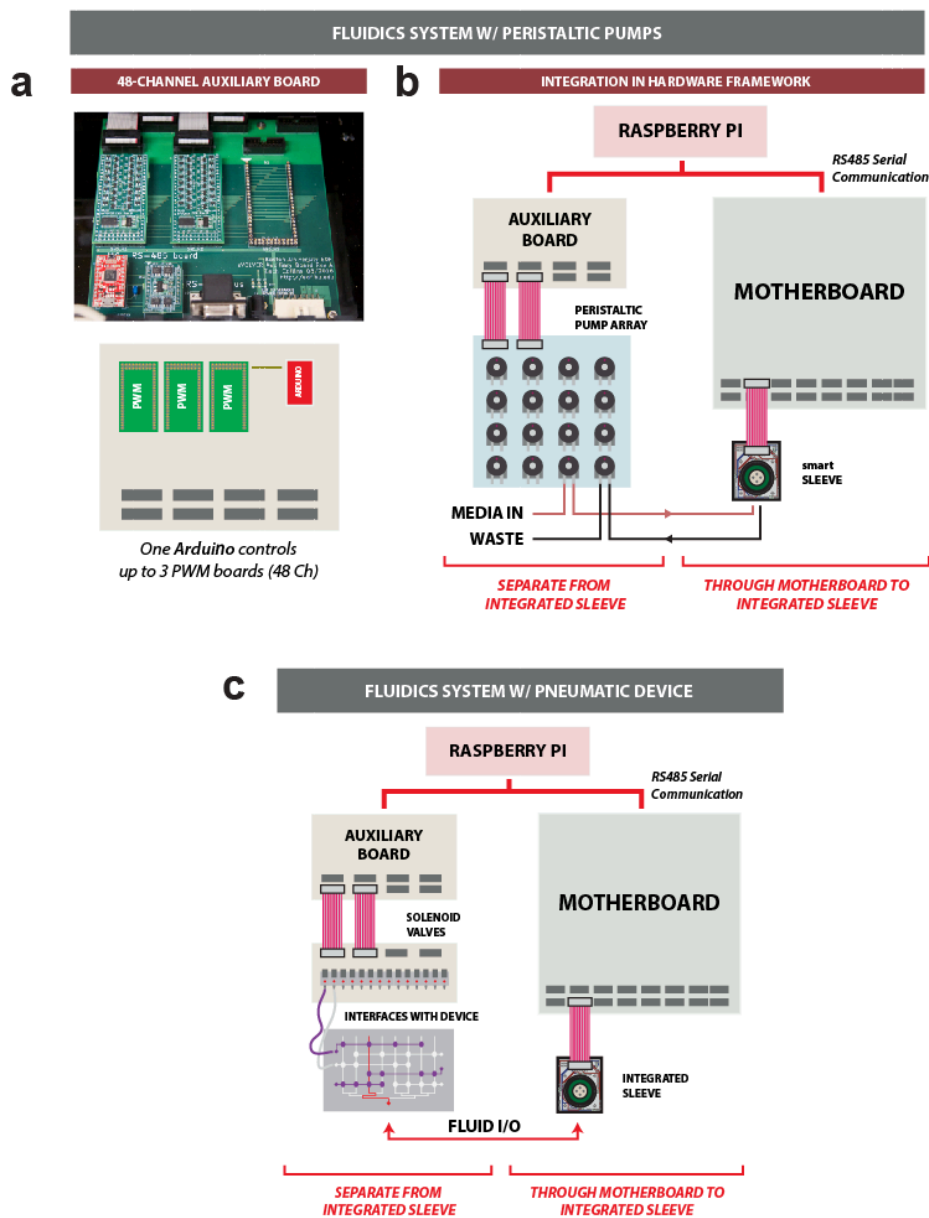 FLUIDICS SYSTEM W/ PERISTALTIC PUMPS
a
48-CHANNEL AUXILIARY BOARD
RS-485 board
PWM
PWM
PWM
ARDUINO
One Arduino controls
up to 3 PWM boards (48 Ch)
b
INTEGRATION IN HARDWARE FRAMEWORK
RASPBERRY PI
RS485 Serial
Communication
AUXILIARY
BOARD
MOTHERBOARD
PERISTALTIC
PUMP ARRAY
smart
SLEEVE
MEDIA IN
WASTE
SEPARATE FROM
INTEGRATED SLEEVE
THROUGH MOTHERBOARD TO
INTEGRATED SLEEVE
c
FLUIDICS SYSTEM W/ PNEUMATIC DEVICE
RASPBERRY PI
RS485 Serial
Communication
AUXILIARY
BOARD
MOTHERBOARD
SOLENOID
VALVES
INTERFACES WITH DEVICE
INTEGRATED
SLEEVE
FLUID I/O
SEPARATE FROM
INTEGRATED SLEEVE
THROUGH MOTHERBOARD TO
INTEGRATED SLEEVE